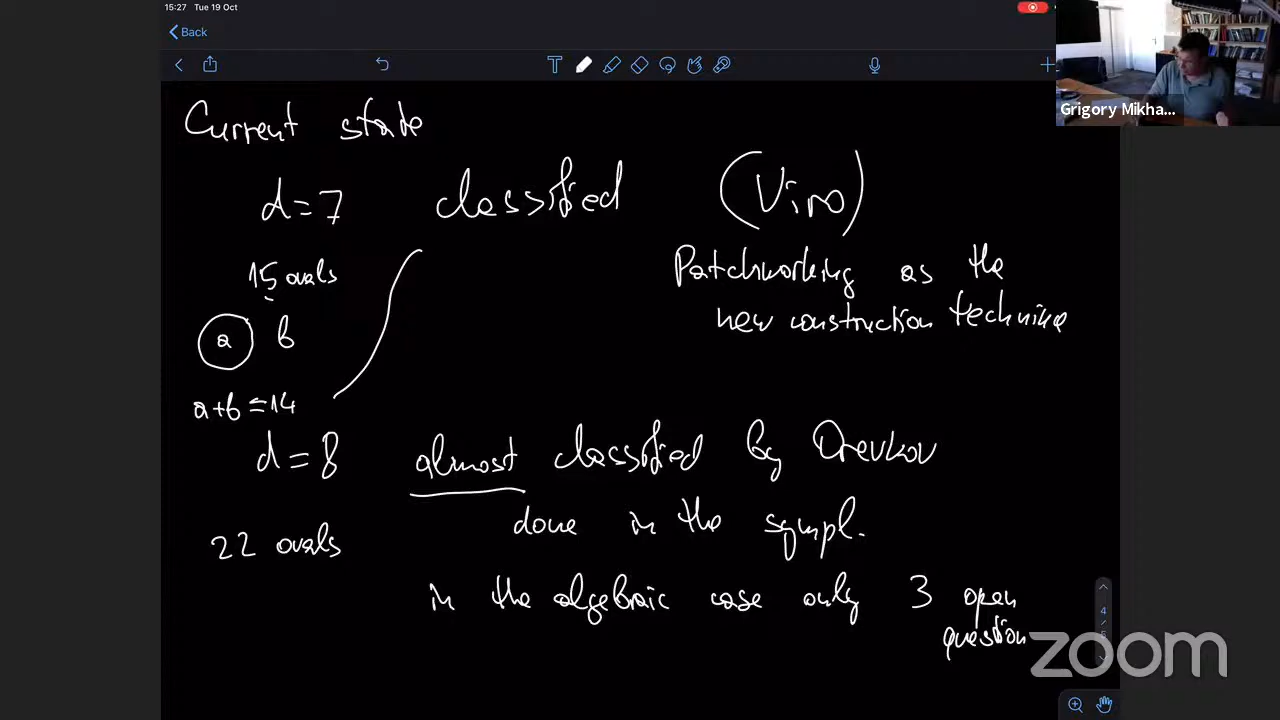 15:27 Tue 19 Oct
Back
Grigory Mikha...
Current state
d=7 classified (Viro)
15 ovals
Patchworking as the
new construction technique
a b
a+b=14
d=8 almost classified by Orevkov
done in the sympl.
22 ovals
in the algebraic case only 3 open
question
zoom
4